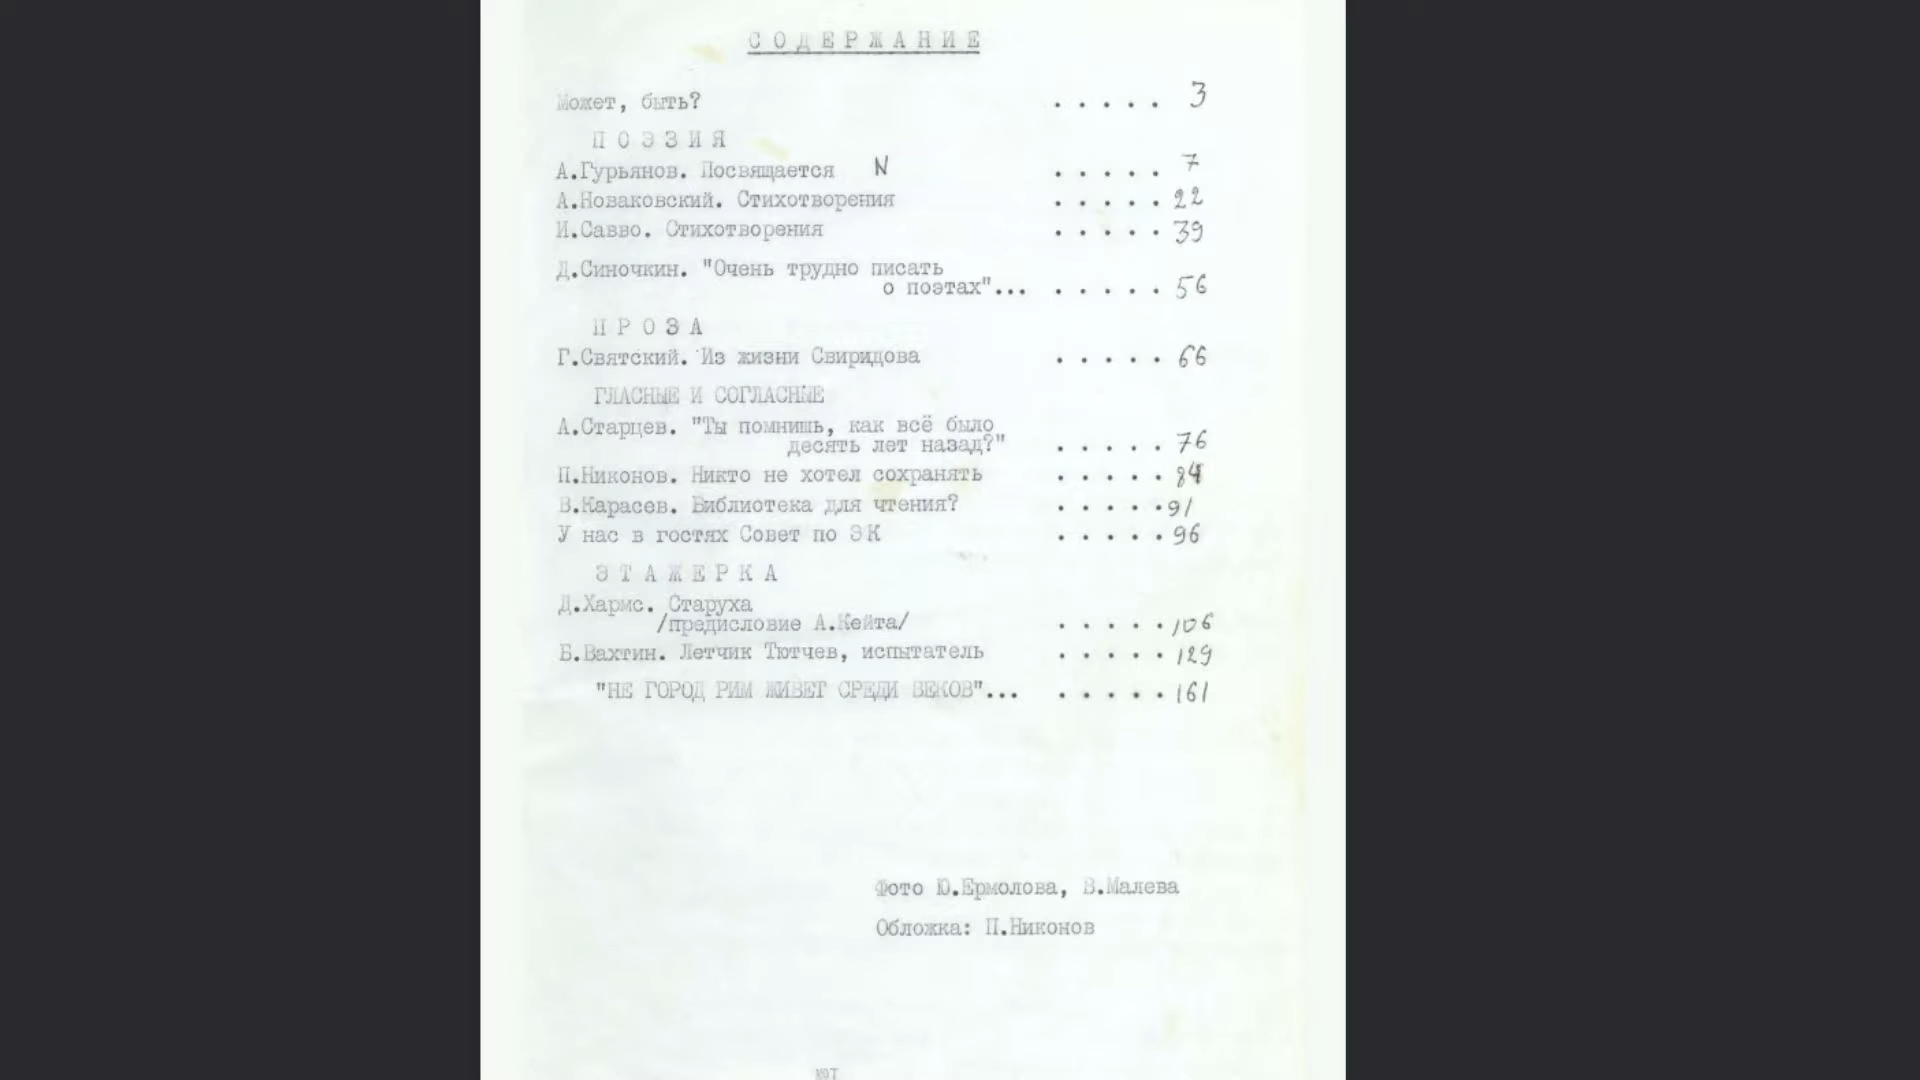 СОДЕРЖАНИЕ
Может, быть? ..... 3
ПОЭЗИЯ
А.Гурьянов. Посвящается N ..... 7
А.Новаковский. Стихотворения ..... 22
И.Савво. Стихотворения ..... 39
Д.Синочкин. "Очень трудно писать
о поэтах"... ..... 56
ПРОЗА
Г.Святский. Из жизни Свиридова ..... 66
ГЛАСНЫЕ И СОГЛАСНЫЕ
А.Старцев. "Ты помнишь, как всё было
десять лет назад?" ..... 76
П.Никонов. Никто не хотел сохранять ..... 84
В.Карасев. Библиотека для чтения? ..... 91
У нас в гостях Совет по ЭК ..... 96
ЭТАЖЕРКА
Д.Хармс. Старуха
/предисловие А.Кейта/ ..... 106
Б.Вахтин. Летчик Тютчев, испытатель ..... 129
"НЕ ГОРОД РИМ ЖИВЕТ СРЕДИ ВЕКОВ"... ..... 161
Фото Ю.Ермолова, В.Малева
Обложка: П.Никонов